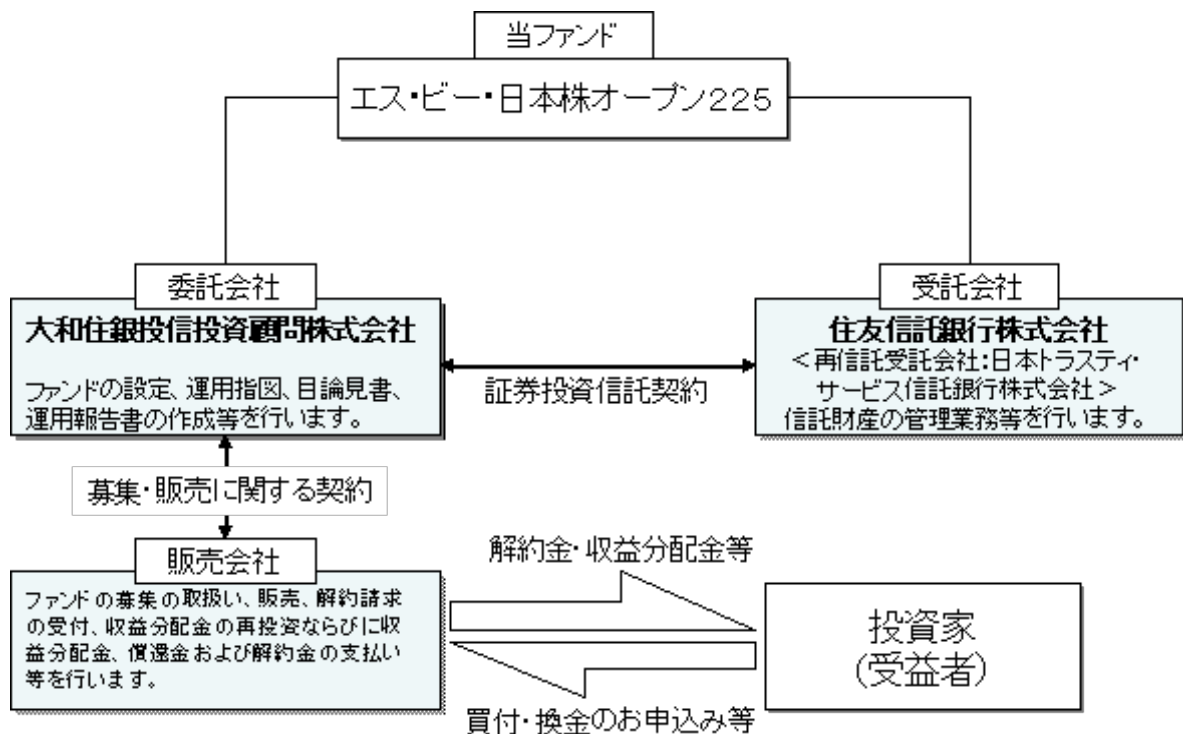 当ファンド
エス・ビー・日本株オープン225
委託会社
大和住銀投信投資顧問株式会社
ファンドの設定、運用指図、目論見書、
運用報告書の作成等を行います。
証券投資信託契約
受託会社
住友信託銀行株式会社
＜再信託受託会社：日本トラスティ・
サービス信託銀行株式会社＞
信託財産の管理業務等を行います。
募集・販売に関する契約
販売会社
ファンドの募集の取扱い、販売、解約請求
の受付、収益分配金の再投資ならびに収
益分配金、償還金および解約金の支払い
等を行います。
解約金・収益分配金等
買付・換金のお申込み等
投資家
（受益者）